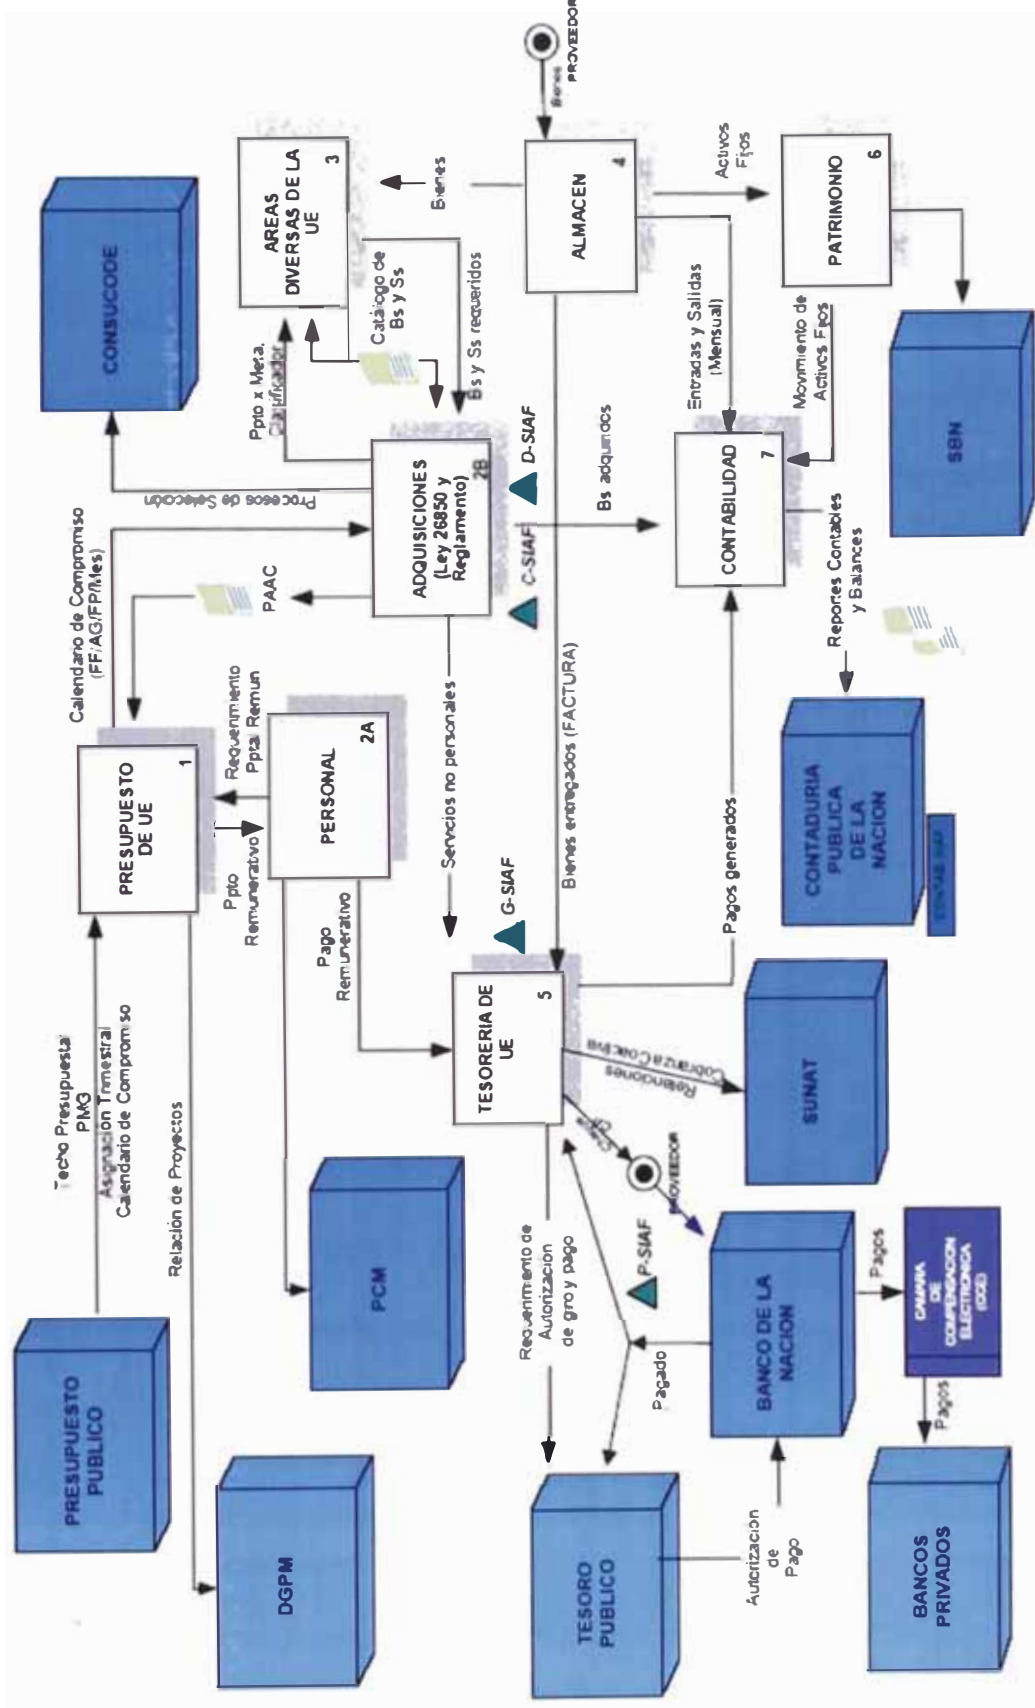 PRESUPUESTO
PUBLICO
Techo Presupuestal
PMG
Asignación Trimestral
Calendario de Compromiso
PRESUPUESTO
DE UE
1
Calendario de Compromiso
(FF/AG/FP/Mes)
CONSUCODE
Relación de Proyectos
DGPM
Ppto
Remunerativo
Requerimiento
Pptal Remun
PAAC
Procesos de Selección
Ppto x Meta,
Clasificador
AREAS
DIVERSAS DE LA
UE
3
PERSONAL
2A
ADQUISICIONES
(Ley 26850 y
Reglamento)
2B
Catálogo de
Bs y Ss
Bs y Ss requeridos
Bienes
PCM
Pago
Remunerativo
Servicios no personales
C-SIAF
D-SIAF
Bienes
PROVEEDOR
ALMACEN
4
G-SIAF
Bienes entregados (FACTURA)
Bs adquiridos
TESORERIA DE
UE
5
Requerimiento de
Autorización
de giro y pago
TESORO
PUBLICO
P-SIAF
Cheque
CP
PROVEEDOR
Retenciones
Cobranza Coactiva
Pagos generados
Entradas y Salidas
(Mensual)
Activos
Fijos
CONTABILIDAD
7
Movimiento de
Activos Fijos
PATRIMONIO
6
Pagado
Autorización
de
Pago
BANCO DE LA
NACION
SUNAT
CONTADURIA
PUBLICA
DE LA
NACION
Reportes Contables
y Balances
SBN
Pagos
CAMARA
DE
COMPENSACION
ELECTRONICA
(CCE)
Pagos
BANCOS
PRIVADOS